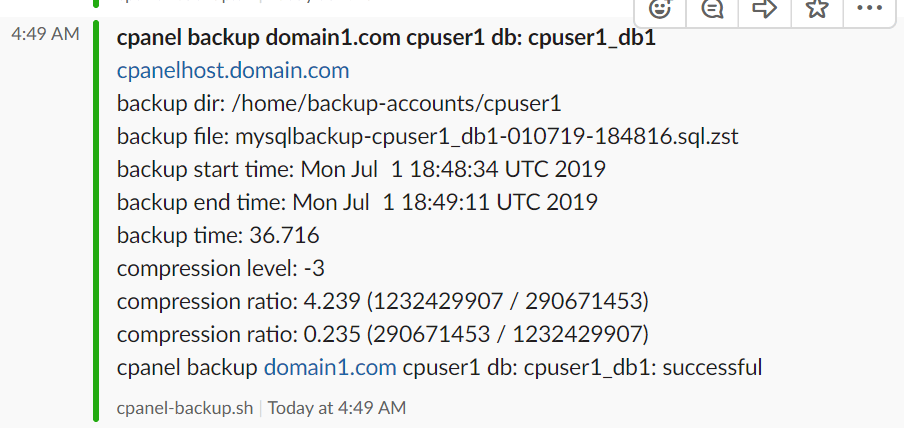 4:49 AM
cpanel backup domain1.com cpuser1 db: cpuser1_db1
cpanelhost.domain.com
backup dir: /home/backup-accounts/cpuser1
backup file: mysqlbackup-cpuser1_db1-010719-184816.sql.zst
backup start time: Mon Jul  1 18:48:34 UTC 2019
backup end time: Mon Jul  1 18:49:11 UTC 2019
backup time: 36.716
compression level: -3
compression ratio: 4.239 (1232429907 / 290671453)
compression ratio: 0.235 (290671453 / 1232429907)
cpanel backup domain1.com cpuser1 db: cpuser1_db1: successful
cpanel-backup.sh | Today at 4:49 AM